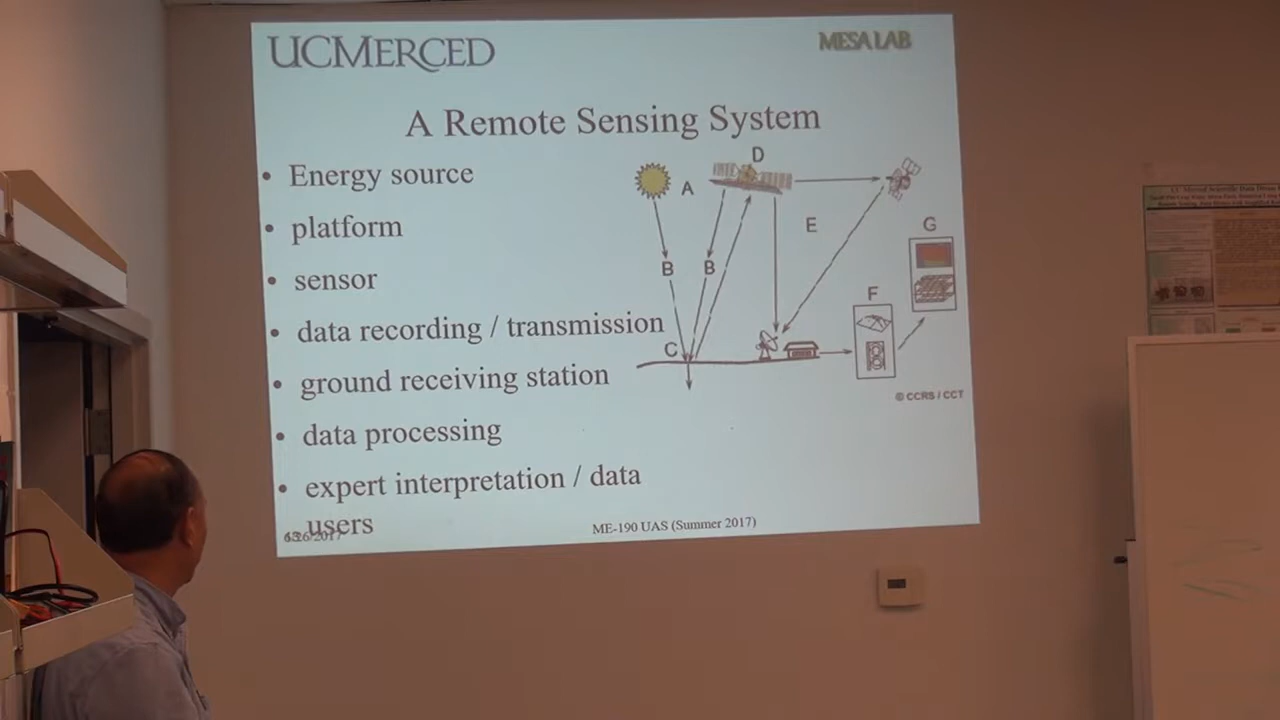 UCMERCED
MESA LAB
A Remote Sensing System
• Energy source
• platform
• sensor
• data recording / transmission
• ground receiving station
• data processing
• expert interpretation / data
users
A
D
E
G
B
B
F
C
© CCRS / CCT
ME-190 UAS (Summer 2017)